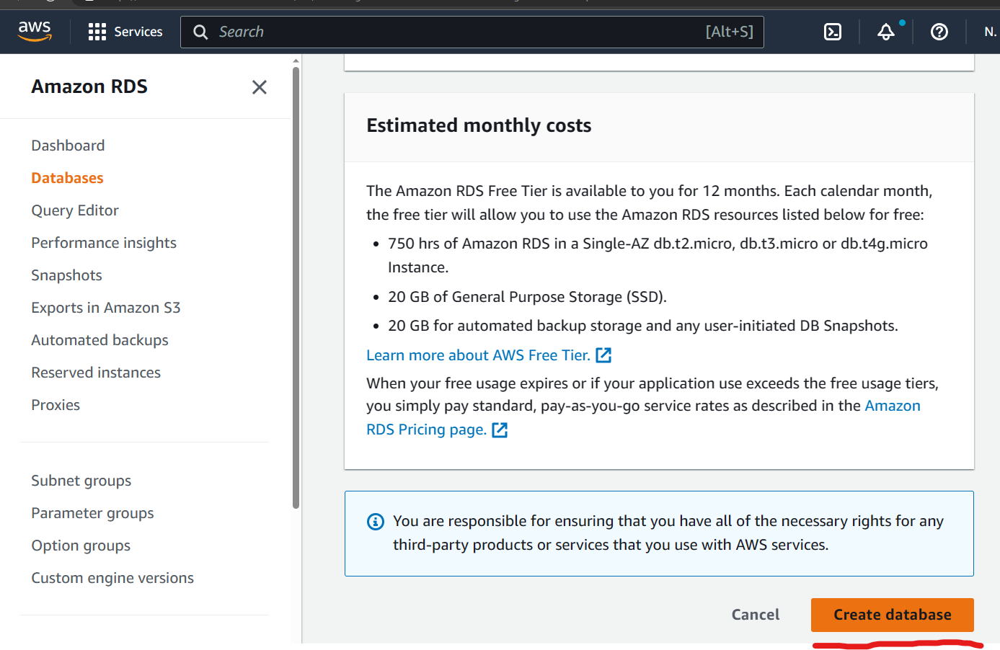 aws
Services
Search
[Alt+S]
N.
Amazon RDS
Dashboard
Databases
Query Editor
Performance insights
Snapshots
Exports in Amazon S3
Automated backups
Reserved instances
Proxies
Subnet groups
Parameter groups
Option groups
Custom engine versions
Estimated monthly costs
The Amazon RDS Free Tier is available to you for 12 months. Each calendar month,
the free tier will allow you to use the Amazon RDS resources listed below for free:
• 750 hrs of Amazon RDS in a Single-AZ db.t2.micro, db.t3.micro or db.t4g.micro
Instance.
• 20 GB of General Purpose Storage (SSD).
• 20 GB for automated backup storage and any user-initiated DB Snapshots.
Learn more about AWS Free Tier.
When your free usage expires or if your application use exceeds the free usage tiers,
you simply pay standard, pay-as-you-go service rates as described in the Amazon
RDS Pricing page.
You are responsible for ensuring that you have all of the necessary rights for any
third-party products or services that you use with AWS services.
Cancel
Create database